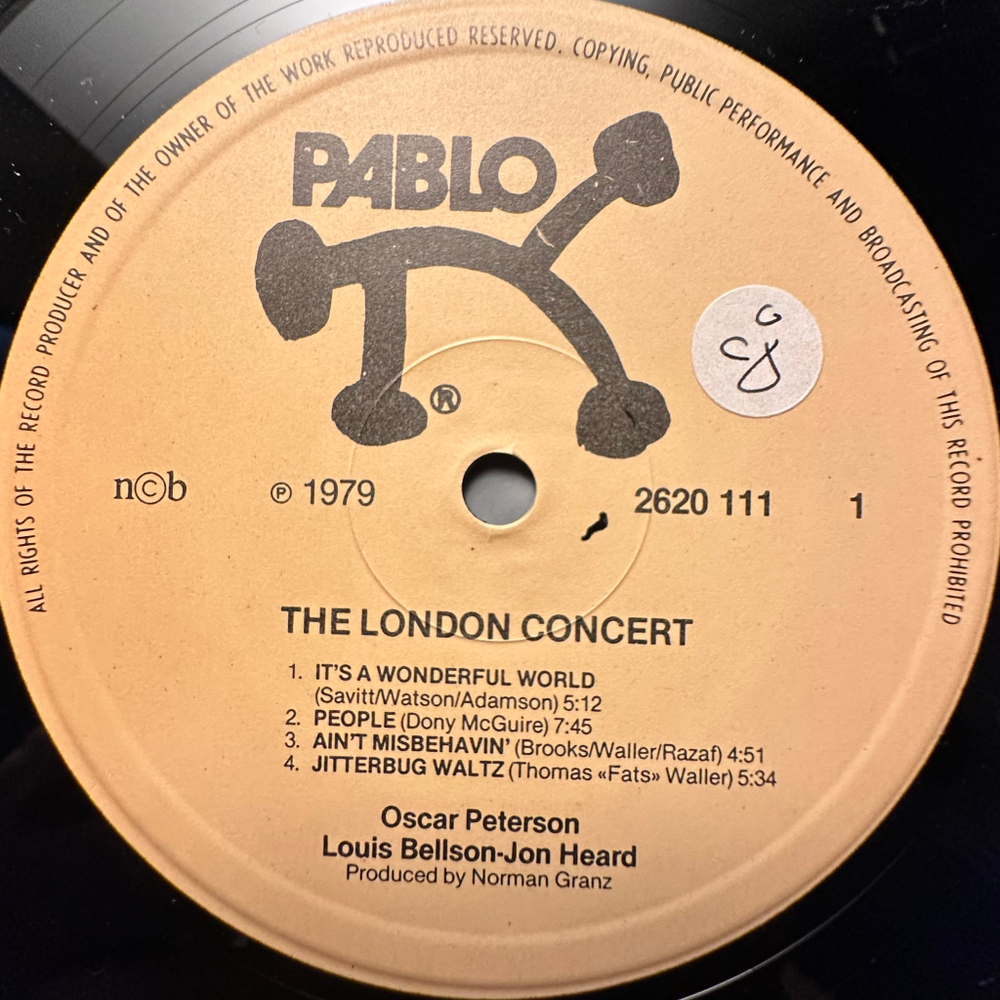 ALL RIGHTS OF THE RECORD PRODUCER AND OF THE OWNER OF THE WORK REPRODUCED RESERVED. COPYING, PUBLIC PERFORMANCE AND BROADCASTING OF THIS RECORD PROHIBITED
PABLO
®
n©b
℗ 1979
2620 111
1
THE LONDON CONCERT
1. IT'S A WONDERFUL WORLD
(Savitt/Watson/Adamson) 5:12
2. PEOPLE (Dony McGuire) 7:45
3. AIN'T MISBEHAVIN' (Brooks/Waller/Razaf) 4:51
4. JITTERBUG WALTZ (Thomas «Fats» Waller) 5:34
Oscar Peterson
Louis Bellson-Jon Heard
Produced by Norman Granz